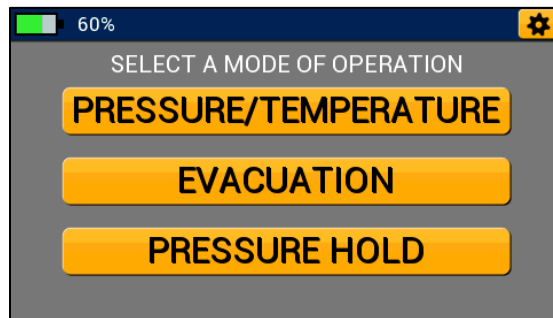 60%
SELECT A MODE OF OPERATION
PRESSURE/TEMPERATURE
EVACUATION
PRESSURE HOLD